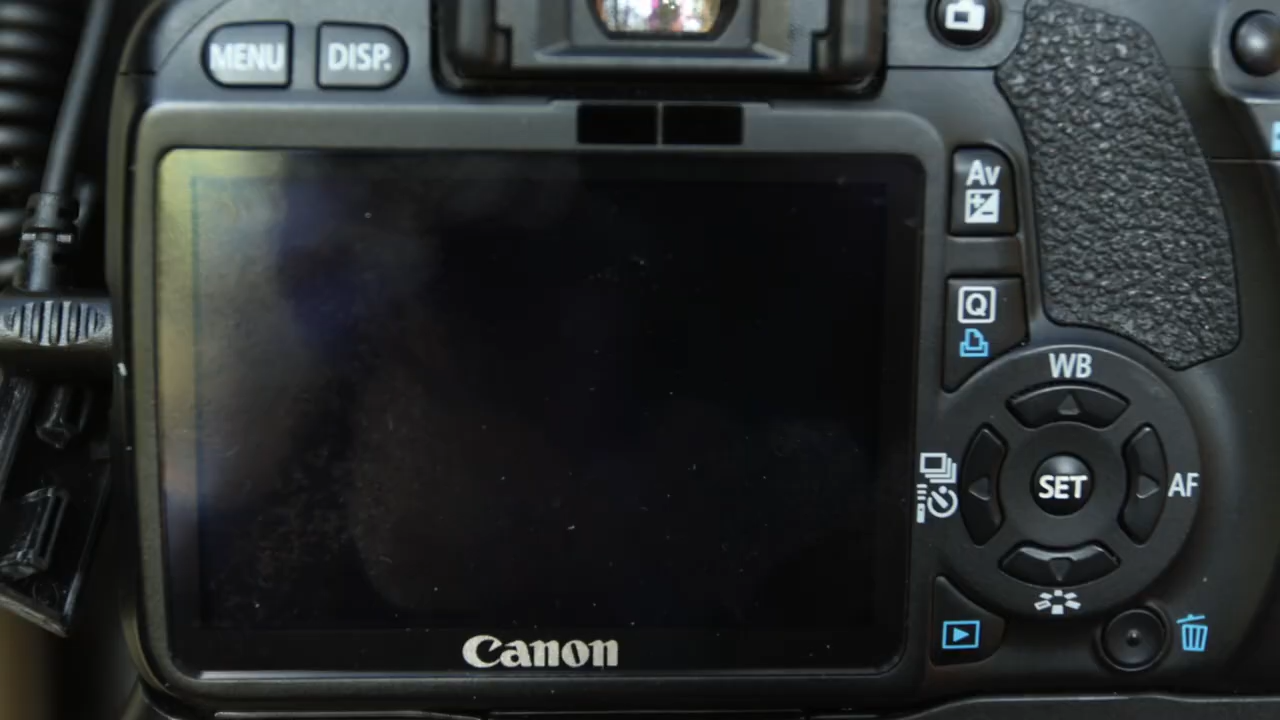 MENU DISP.
Av
Q
WB
SET AF
Canon